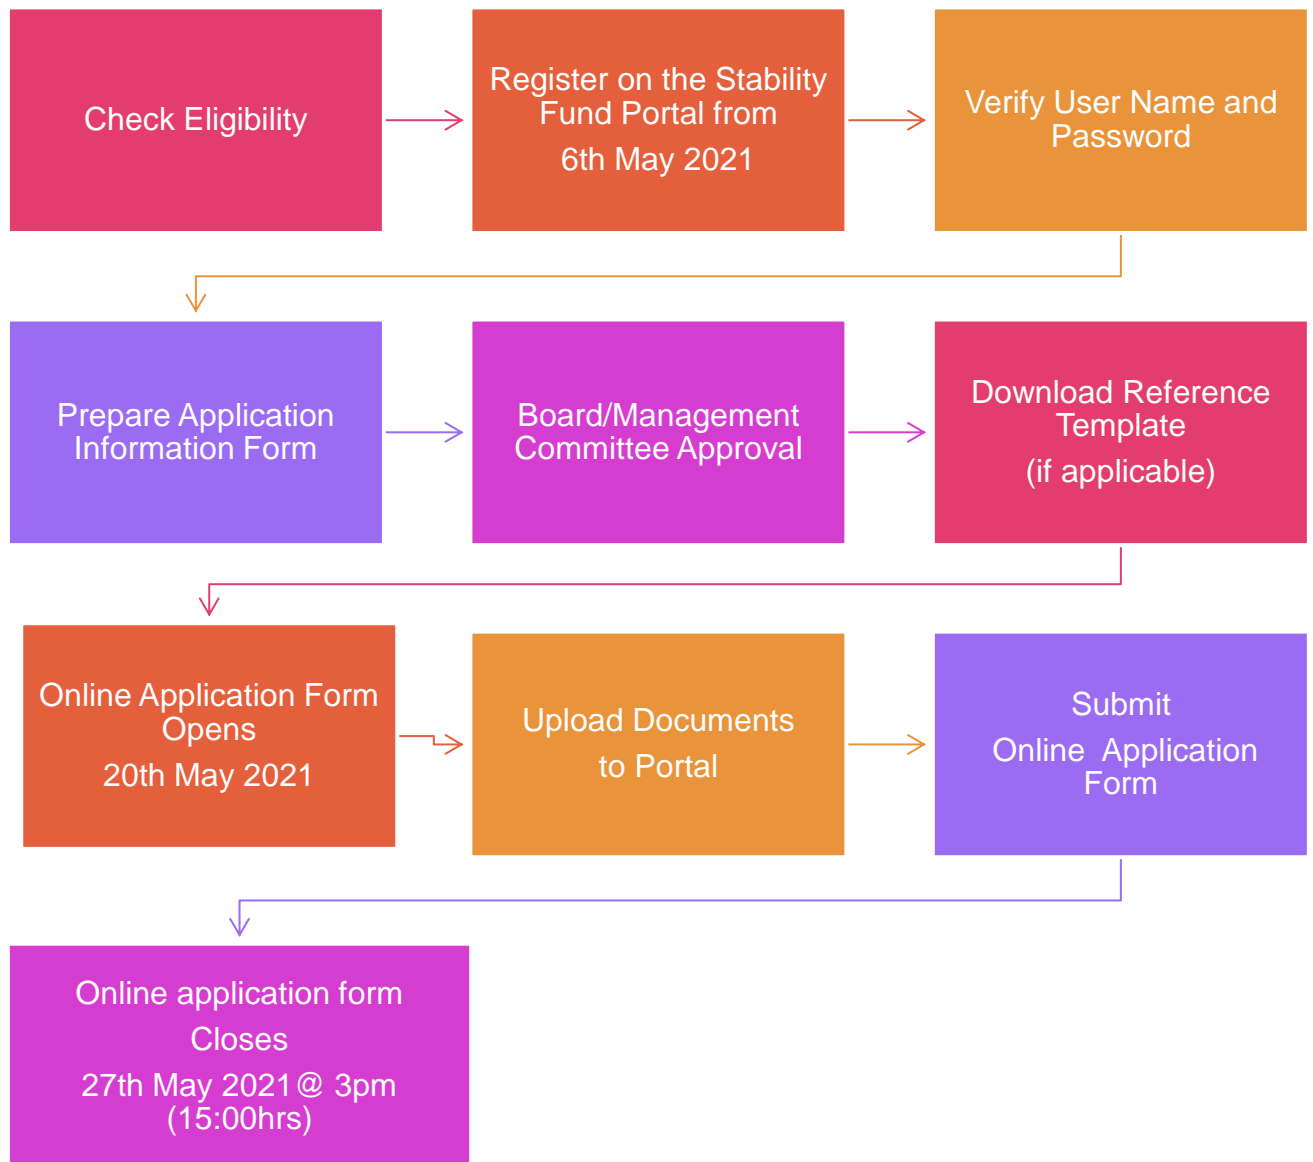 Check Eligibility
Register on the Stability
Fund Portal from
6th May 2021
Verify User Name and
Password
Prepare Application
Information Form
Board/Management
Committee Approval
Download Reference
Template
(if applicable)
Online Application Form
Opens
20th May 2021
Upload Documents
to Portal
Submit
Online  Application
Form
Online application form
Closes
27th May 2021@ 3pm
(15:00hrs)